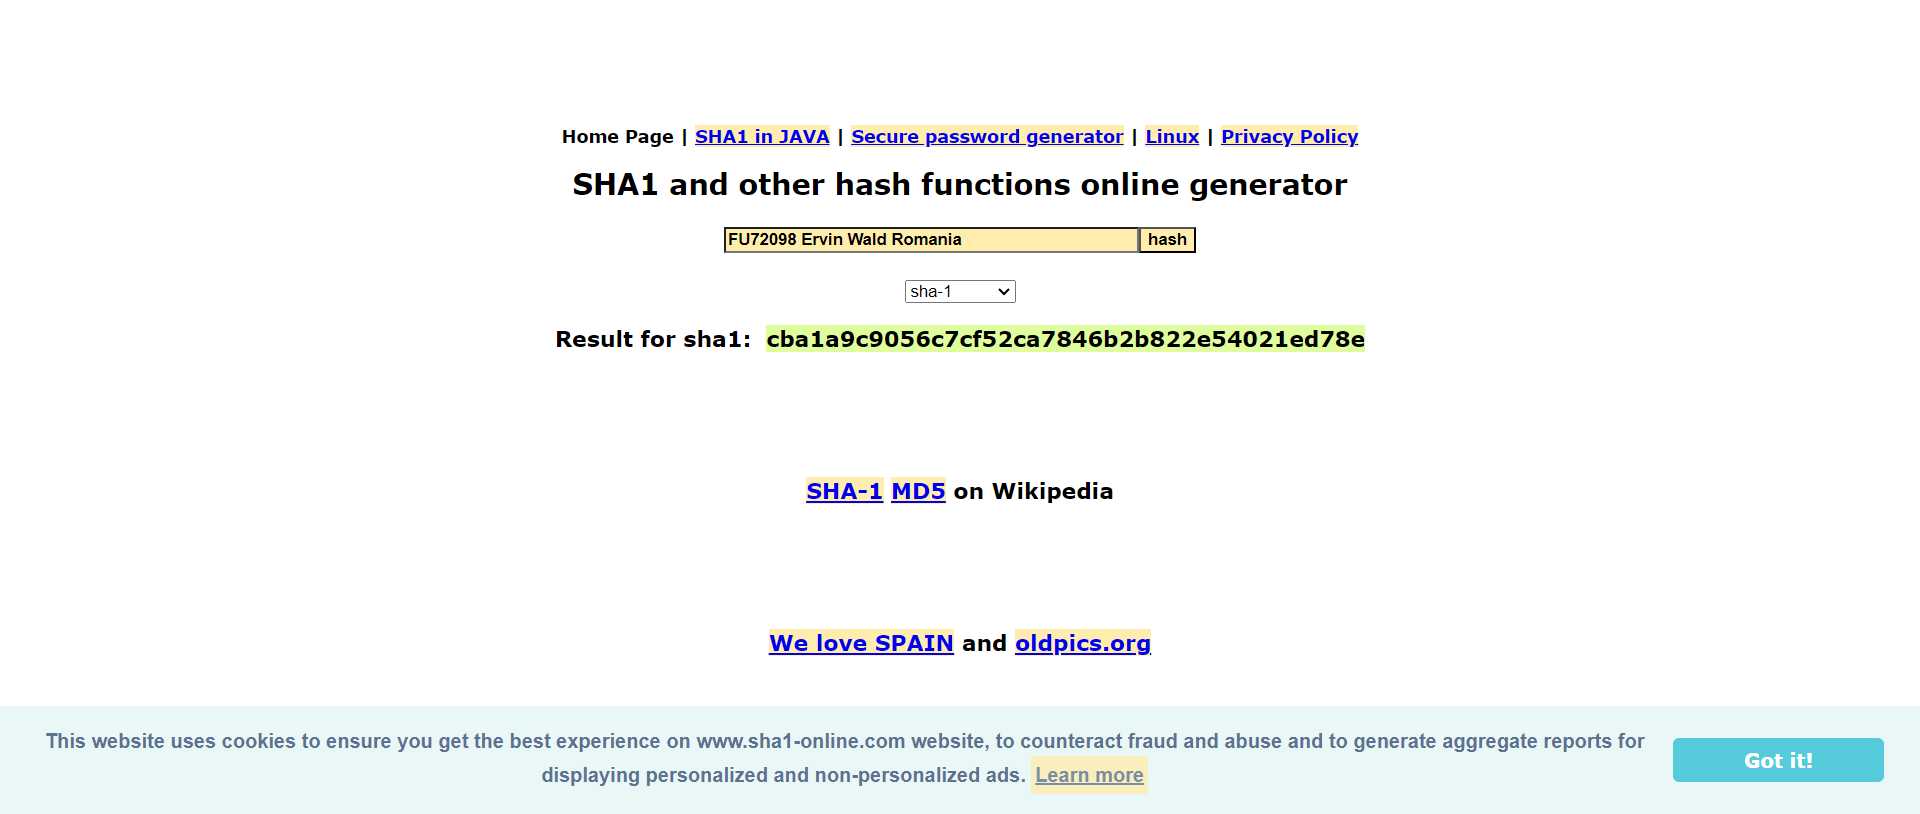 Home Page | SHA1 in JAVA | Secure password generator | Linux | Privacy Policy
SHA1 and other hash functions online generator
FU72098 Ervin Wald Romania hash
sha-1
Result for sha1: cba1a9c9056c7cf52ca7846b2b822e54021ed78e
SHA-1 MD5 on Wikipedia
We love SPAIN and oldpics.org
This website uses cookies to ensure you get the best experience on www.sha1-online.com website, to counteract fraud and abuse and to generate aggregate reports for
displaying personalized and non-personalized ads. Learn more
Got it!